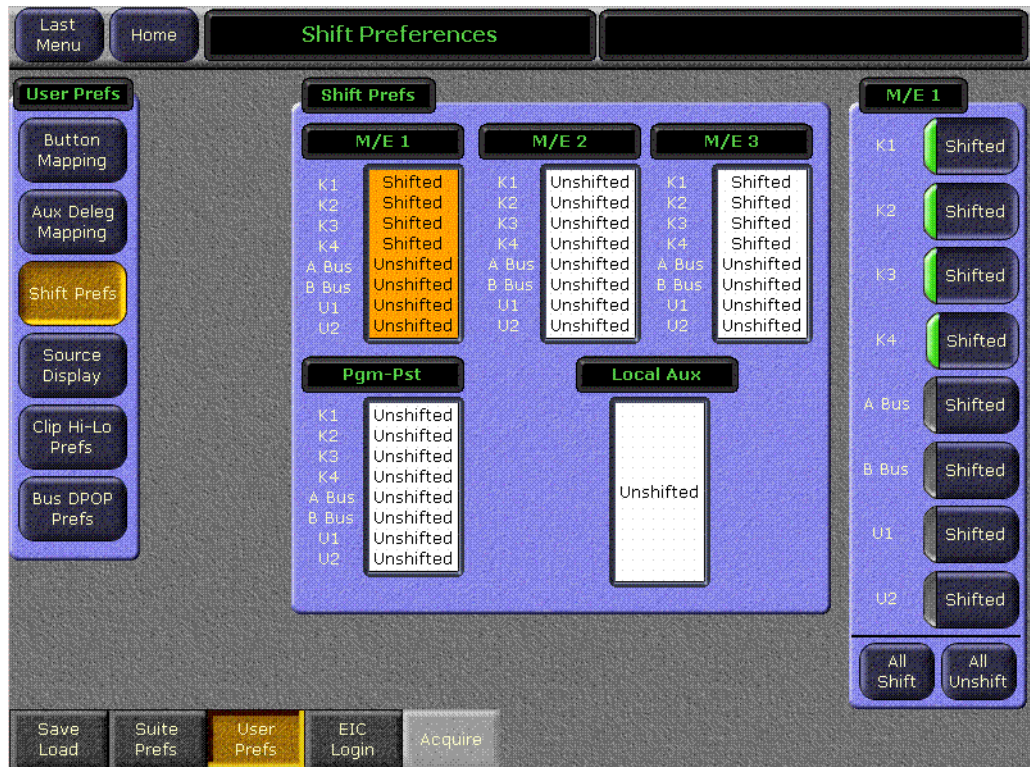 Last
Menu
Home
Shift Preferences
User Prefs
Button
Mapping
Aux Deleg
Mapping
Shift Prefs
Source
Display
Clip Hi-Lo
Prefs
Bus DPOP
Prefs
Shift Prefs
M/E 1
K1 Shifted
K2 Shifted
K3 Shifted
K4 Shifted
A Bus Unshifted
B Bus Unshifted
U1 Unshifted
U2 Unshifted
M/E 2
K1 Unshifted
K2 Unshifted
K3 Unshifted
K4 Unshifted
A Bus Unshifted
B Bus Unshifted
U1 Unshifted
U2 Unshifted
M/E 3
K1 Shifted
K2 Shifted
K3 Shifted
K4 Shifted
A Bus Unshifted
B Bus Unshifted
U1 Unshifted
U2 Unshifted
Pgm-Pst
K1 Unshifted
K2 Unshifted
K3 Unshifted
K4 Unshifted
A Bus Unshifted
B Bus Unshifted
U1 Unshifted
U2 Unshifted
Local Aux
Unshifted
M/E 1
K1 Shifted
K2 Shifted
K3 Shifted
K4 Shifted
A Bus Shifted
B Bus Shifted
U1 Shifted
U2 Shifted
All
Shift
All
Unshift
Save
Load
Suite
Prefs
User
Prefs
EIC
Login
Acquire